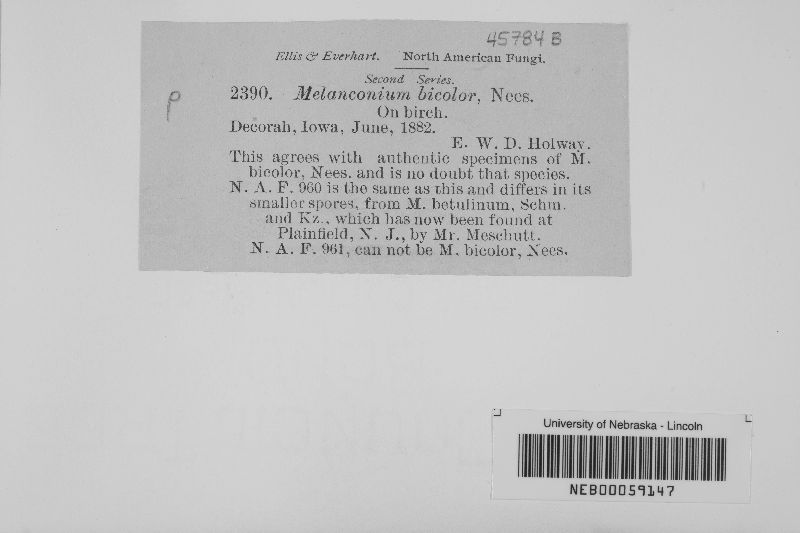 45784 B
Ellis & Everhart. North American Fungi.
Second Series.
p
2390. Melanconium bicolor, Nees.
On birch.
Decorah, Iowa, June, 1882.
E. W. D. Holway.
This agrees with authentic specimens of M.
bicolor, Nees. and is no doubt that species.
N. A. F. 960 is the same as this and differs in its
smaller spores, from M. betulinum, Schm.
and Kz., which has now been found at
Plainfield, N. J., by Mr. Meschutt.
N. A. F. 961, can not be M. bicolor, Nees.
University of Nebraska - Lincoln
NEB00059147